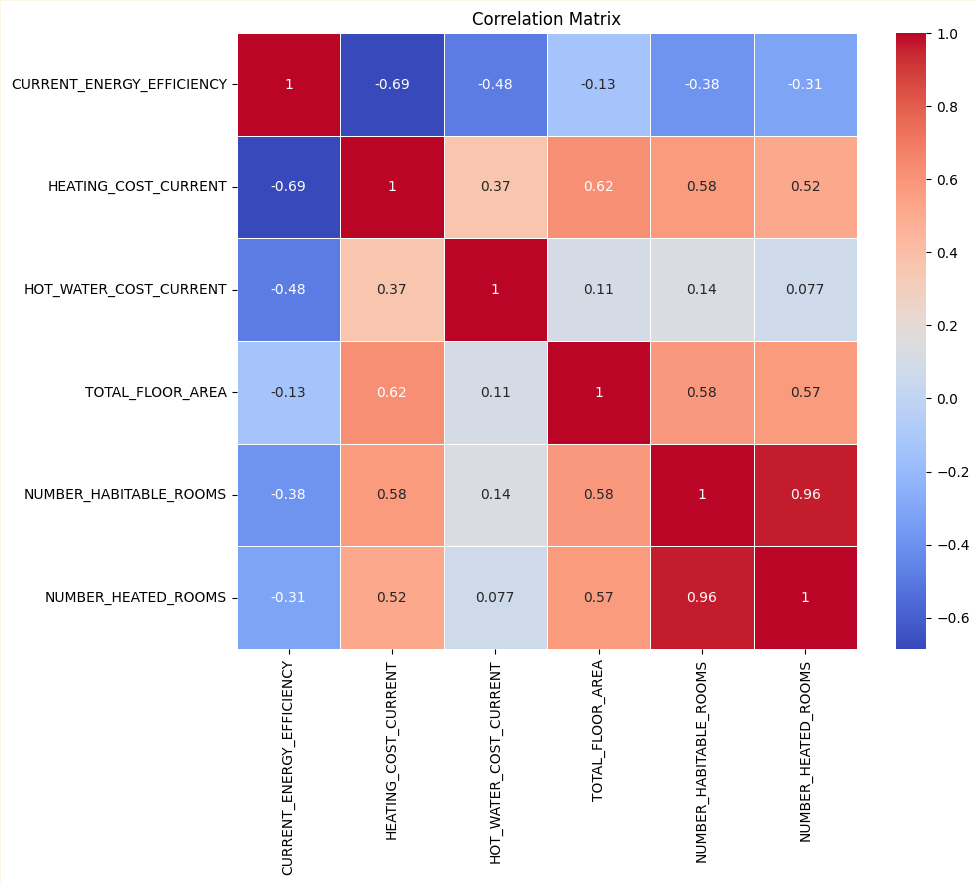 Correlation Matrix
CURRENT_ENERGY_EFFICIENCY 1 -0.69 -0.48 -0.13 -0.38 -0.31
HEATING_COST_CURRENT -0.69 1 0.37 0.62 0.58 0.52
HOT_WATER_COST_CURRENT -0.48 0.37 1 0.11 0.14 0.077
TOTAL_FLOOR_AREA -0.13 0.62 0.11 1 0.58 0.57
NUMBER_HABITABLE_ROOMS -0.38 0.58 0.14 0.58 1 0.96
NUMBER_HEATED_ROOMS -0.31 0.52 0.077 0.57 0.96 1
CURRENT_ENERGY_EFFICIENCY
HEATING_COST_CURRENT
HOT_WATER_COST_CURRENT
TOTAL_FLOOR_AREA
NUMBER_HABITABLE_ROOMS
NUMBER_HEATED_ROOMS
1.0
0.8
0.6
0.4
0.2
0.0
−0.2
−0.4
−0.6